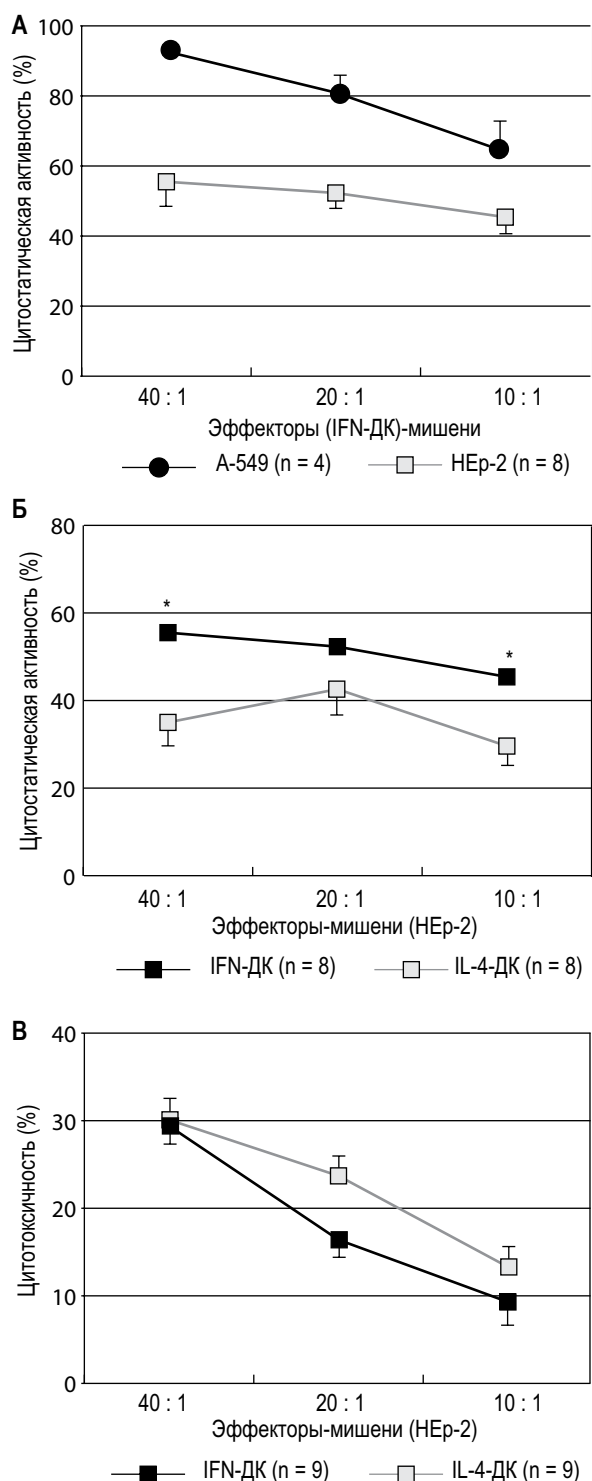 А
Цитостатическая активность (%)
100
80
60
40
20
0
40 : 1
20 : 1
10 : 1
Эффекторы (IFN-ДК)-мишени
A-549 (n = 4)
HEp-2 (n = 8)
Б
Цитостатическая активность (%)
80
60
40
20
0
*
*
40 : 1
20 : 1
10 : 1
Эффекторы-мишени (HEp-2)
IFN-ДК (n = 8)
IL-4-ДК (n = 8)
В
Цитотоксичность (%)
40
30
20
10
0
40 : 1
20 : 1
10 : 1
Эффекторы-мишени (HEp-2)
IFN-ДК (n = 9)
IL-4-ДК (n = 9)